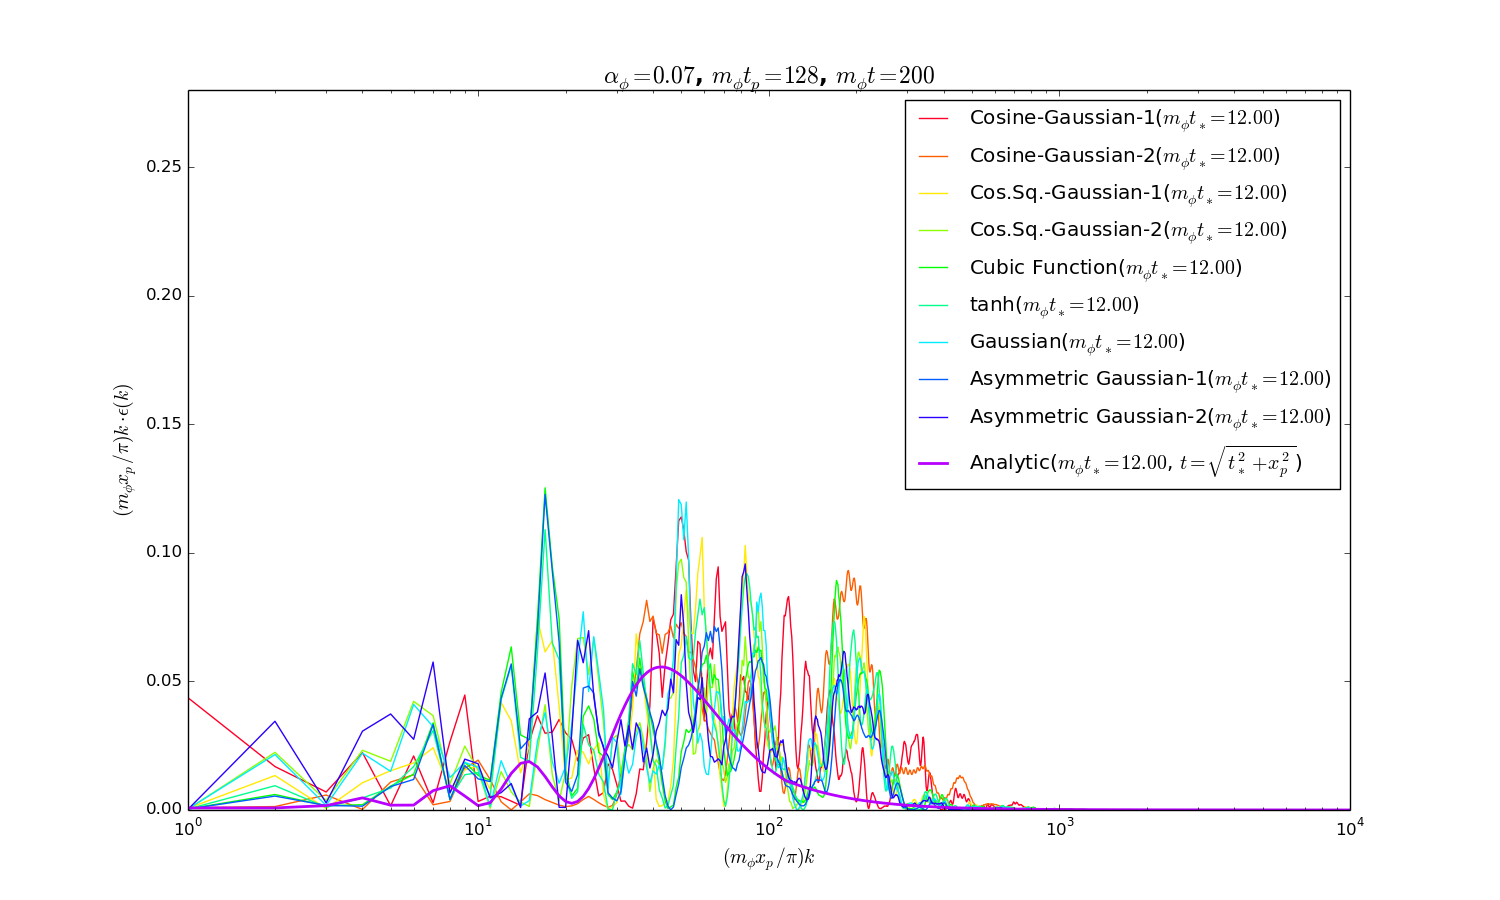 α_ϕ=0.07, m_ϕt_p=128, m_ϕt=200
Cosine-Gaussian-1(m_ϕt_*=12.00)
Cosine-Gaussian-2(m_ϕt_*=12.00)
Cos.Sq.-Gaussian-1(m_ϕt_*=12.00)
Cos.Sq.-Gaussian-2(m_ϕt_*=12.00)
Cubic Function(m_ϕt_*=12.00)
tanh(m_ϕt_*=12.00)
Gaussian(m_ϕt_*=12.00)
Asymmetric Gaussian-1(m_ϕt_*=12.00)
Asymmetric Gaussian-2(m_ϕt_*=12.00)
Analytic(m_ϕt_*=12.00, t=√(t_*^2+x_p^2))
0.25
0.20
0.15
0.10
0.05
0.00
(m_ϕx_p/π)k·ϵ(k)
10^0 10^1 10^2 10^3 10^4
(m_ϕx_p/π)k